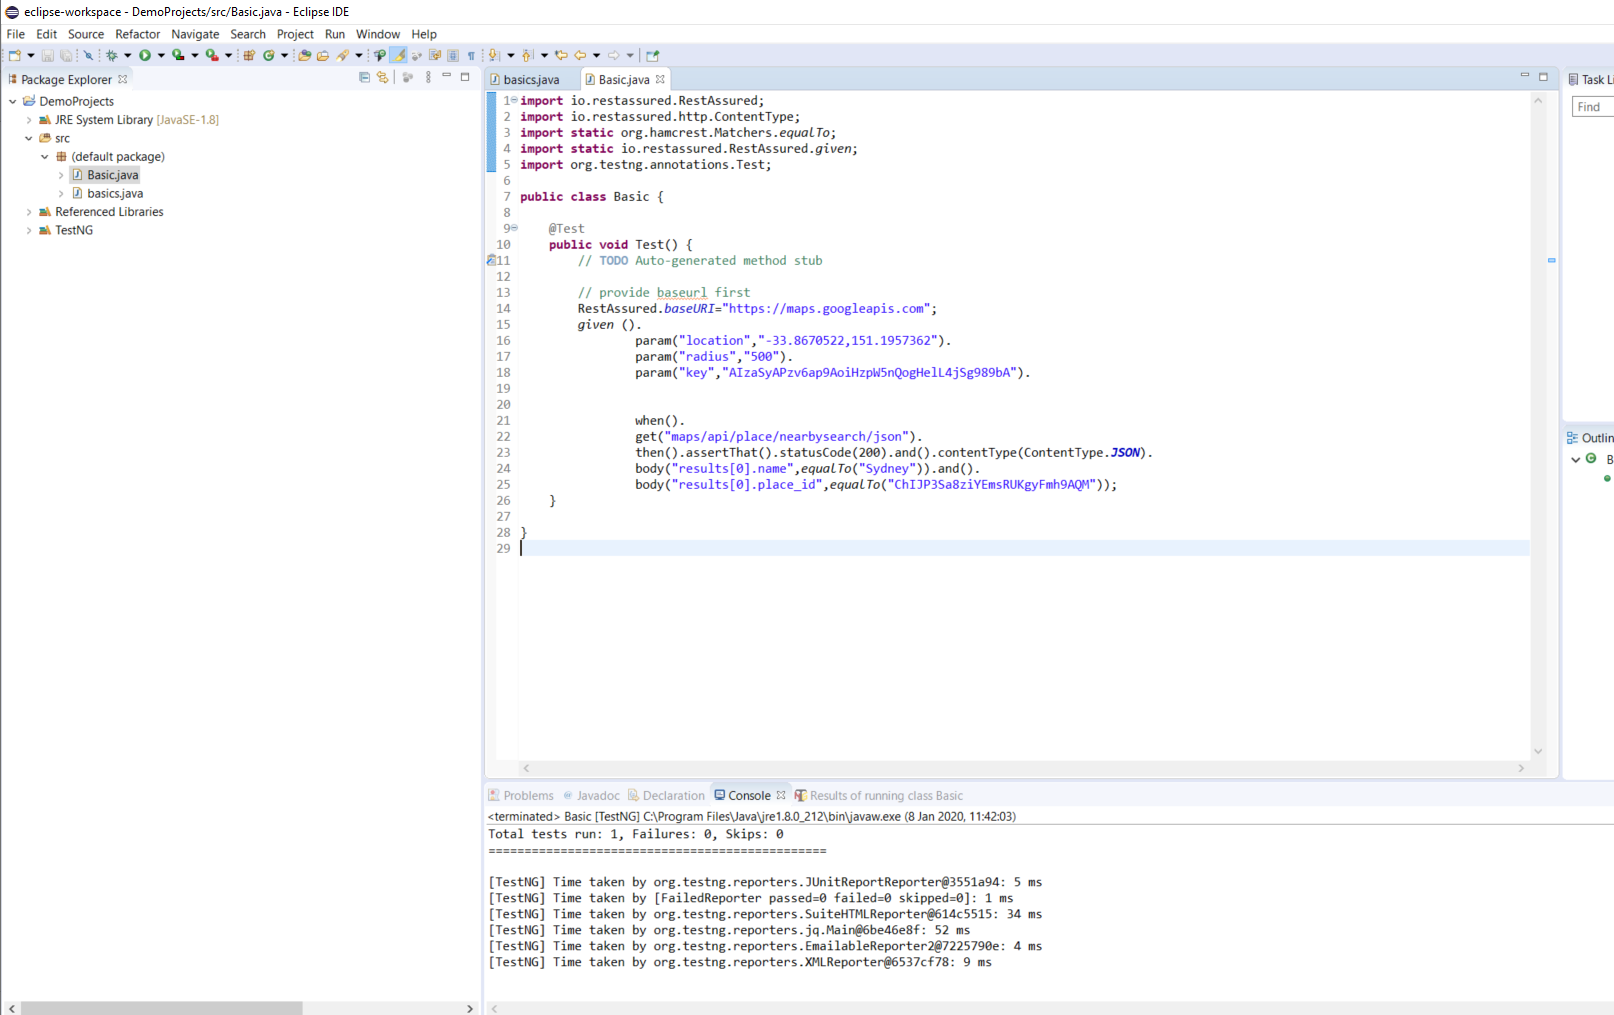 eclipse-workspace - DemoProjects/src/Basic.java - Eclipse IDE
File Edit Source Refactor Navigate Search Project Run Window Help
Package Explorer
DemoProjects
JRE System Library [JavaSE-1.8]
src
(default package)
Basic.java
basics.java
Referenced Libraries
TestNG
basics.java
Basic.java
1 import io.restassured.RestAssured;
2 import io.restassured.http.ContentType;
3 import static org.hamcrest.Matchers.equalTo;
4 import static io.restassured.RestAssured.given;
5 import org.testng.annotations.Test;
6
7 public class Basic {
8
9 @Test
10 public void Test() {
11 // TODO Auto-generated method stub
12
13 // provide baseurl first
14 RestAssured.baseURI="https://maps.googleapis.com";
15 given ().
16 param("location","-33.8670522,151.1957362").
17 param("radius","500").
18 param("key","AIzaSyAPzv6ap9AoiHzpW5nQogHelL4jSg989bA").
19
20
21 when().
22 get("maps/api/place/nearbysearch/json").
23 then().assertThat().statusCode(200).and().contentType(ContentType.JSON).
24 body("results[0].name",equalTo("Sydney")).and().
25 body("results[0].place_id",equalTo("ChIJP3Sa8ziYEmsRUKgyFmh9AQM"));
26 }
27
28 }
29
Task Li
Find
Outlin
B
Problems
Javadoc
Declaration
Console
Results of running class Basic
<terminated> Basic [TestNG] C:\Program Files\Java\jre1.8.0_212\bin\javaw.exe (8 Jan 2020, 11:42:03)
Total tests run: 1, Failures: 0, Skips: 0
===============================================
[TestNG] Time taken by org.testng.reporters.JUnitReportReporter@3551a94: 5 ms
[TestNG] Time taken by [FailedReporter passed=0 failed=0 skipped=0]: 1 ms
[TestNG] Time taken by org.testng.reporters.SuiteHTMLReporter@614c5515: 34 ms
[TestNG] Time taken by org.testng.reporters.jq.Main@6be46e8f: 52 ms
[TestNG] Time taken by org.testng.reporters.EmailableReporter2@7225790e: 4 ms
[TestNG] Time taken by org.testng.reporters.XMLReporter@6537cf78: 9 ms